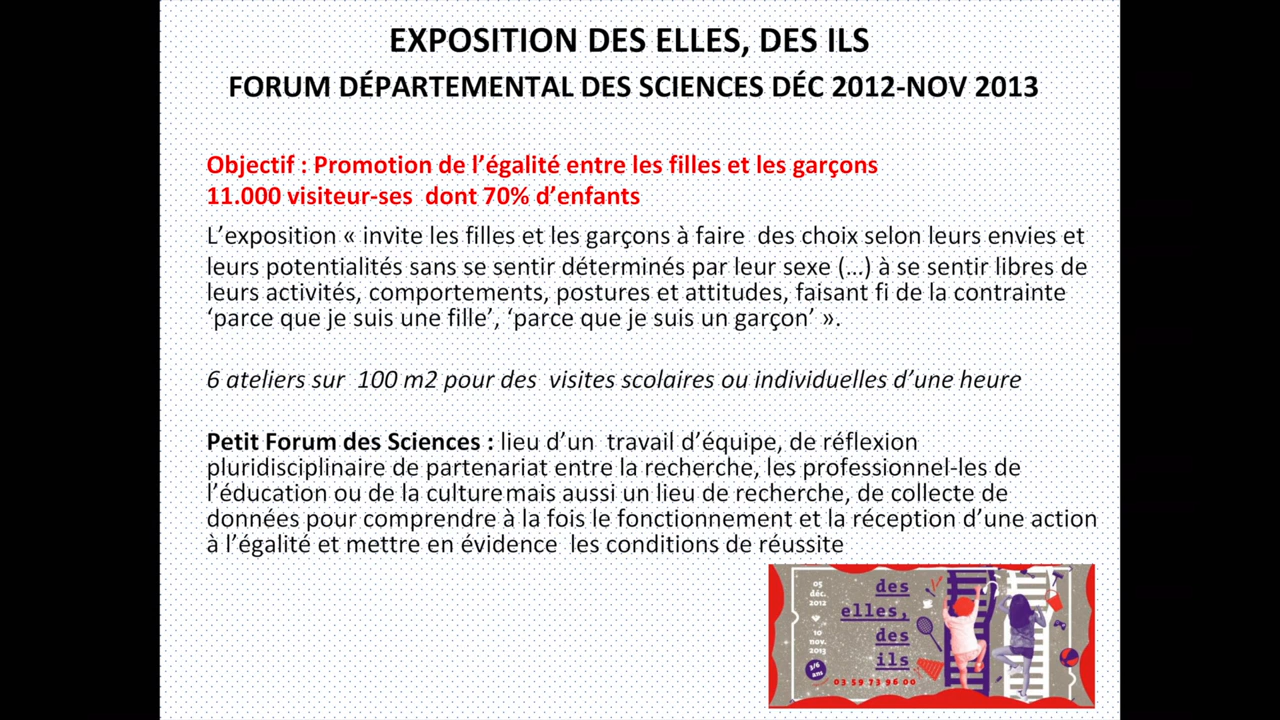 EXPOSITION DES ELLES, DES ILS
FORUM DÉPARTEMENTAL DES SCIENCES DÉC 2012-NOV 2013
Objectif : Promotion de l’égalité entre les filles et les garçons
11.000 visiteur-ses dont 70% d’enfants
L’exposition « invite les filles et les garçons à faire des choix selon leurs envies et
leurs potentialités sans se sentir déterminés par leur sexe (…) à se sentir libres de
leurs activités, comportements, postures et attitudes, faisant fi de la contrainte
‘parce que je suis une fille’, ‘parce que je suis un garçon’ ».
6 ateliers sur 100 m2 pour des visites scolaires ou individuelles d’une heure
Petit Forum des Sciences : lieu d’un travail d’équipe, de réflexion
pluridisciplinaire de partenariat entre la recherche, les professionnel-les de
l’éducation ou de la culture mais aussi un lieu de recherche, de collecte de
données pour comprendre à la fois le fonctionnement et la réception d’une action
à l’égalité et mettre en évidence les conditions de réussite
05
déc.
2012
10
nov.
2013
3/6
ans
des
elles,
des
ils
03 59 73 96 00